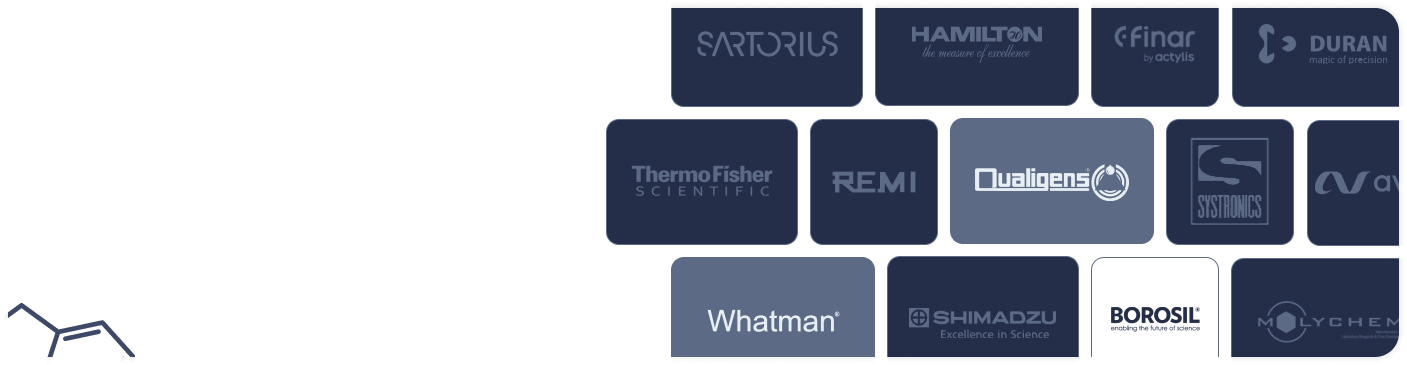 SARTORIUS
HAMILTON
the measure of excellence
finar
by actylis
DURAN
magic of precision
ThermoFisher
SCIENTIFIC
REMI
Qualigens®
SYSTRONICS
av
Whatman®
SHIMADZU
Excellence in Science
BOROSIL®
enabling the future of science
MOLYCHEM